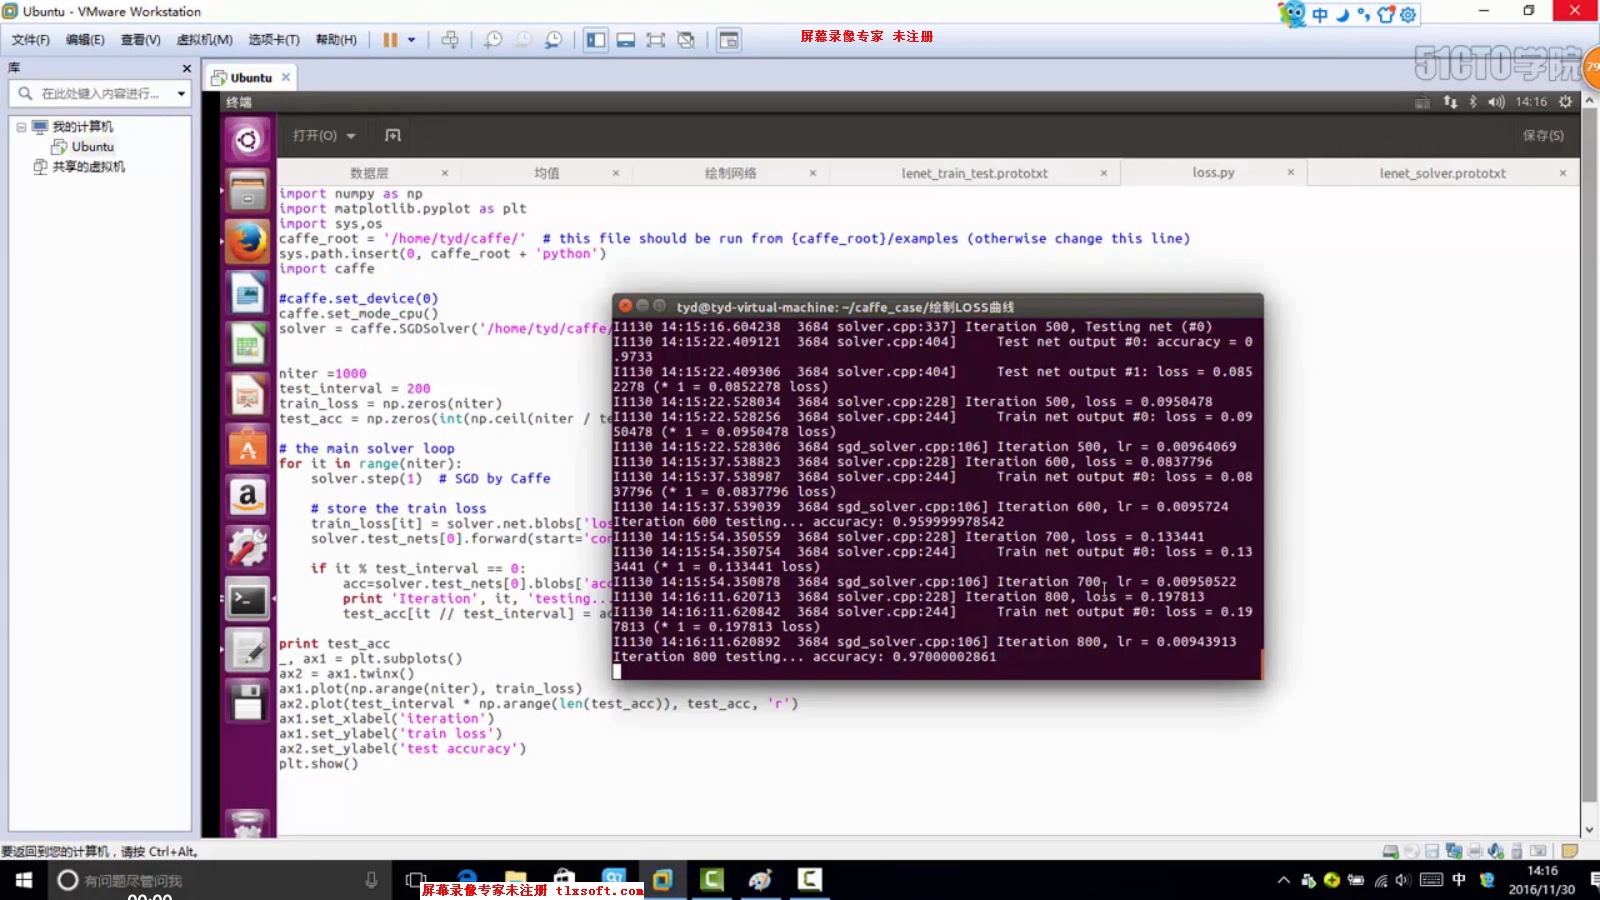 Ubuntu - VMware Workstation
中
文件(F) 编辑(E) 查看(V) 虚拟机(M) 选项卡(T) 帮助(H)
屏幕录像专家 未注册
51CTO学院
79
库
Ubuntu
在此处键入内容进行...
我的计算机
Ubuntu
共享的虚拟机
终端
14:16
打开(O)
保存(S)
数据层
均值
绘制网络
lenet_train_test.prototxt
loss.py
lenet_solver.prototxt
import numpy as np
import matplotlib.pyplot as plt
import sys,os
caffe_root = '/home/tyd/caffe/'  # this file should be run from {caffe_root}/examples (otherwise change this line)
sys.path.insert(0, caffe_root + 'python')
import caffe
#caffe.set_device(0)
caffe.set_mode_cpu()
solver = caffe.SGDSolver('/home/tyd/caffe/
niter =1000
test_interval = 200
train_loss = np.zeros(niter)
test_acc = np.zeros(int(np.ceil(niter / te
# the main solver loop
for it in range(niter):
solver.step(1)  # SGD by Caffe
# store the train loss
train_loss[it] = solver.net.blobs['los
solver.test_nets[0].forward(start='con
if it % test_interval == 0:
acc=solver.test_nets[0].blobs['acc
print 'Iteration', it, 'testing...
test_acc[it // test_interval] = ac
print test_acc
_, ax1 = plt.subplots()
ax2 = ax1.twinx()
ax1.plot(np.arange(niter), train_loss)
ax2.plot(test_interval * np.arange(len(test_acc)), test_acc, 'r')
ax1.set_xlabel('iteration')
ax1.set_ylabel('train loss')
ax2.set_ylabel('test accuracy')
plt.show()
tyd@tyd-virtual-machine: ~/caffe_case/绘制LOSS曲线
I1130 14:15:16.604238  3684 solver.cpp:337] Iteration 500, Testing net (#0)
I1130 14:15:22.409121  3684 solver.cpp:404]     Test net output #0: accuracy = 0
.9733
I1130 14:15:22.409306  3684 solver.cpp:404]     Test net output #1: loss = 0.085
2278 (* 1 = 0.0852278 loss)
I1130 14:15:22.528034  3684 solver.cpp:228] Iteration 500, loss = 0.0950478
I1130 14:15:22.528256  3684 solver.cpp:244]     Train net output #0: loss = 0.09
50478 (* 1 = 0.0950478 loss)
I1130 14:15:22.528306  3684 sgd_solver.cpp:106] Iteration 500, lr = 0.00964069
I1130 14:15:37.538823  3684 solver.cpp:228] Iteration 600, loss = 0.0837796
I1130 14:15:37.538987  3684 solver.cpp:244]     Train net output #0: loss = 0.08
37796 (* 1 = 0.0837796 loss)
I1130 14:15:37.539039  3684 sgd_solver.cpp:106] Iteration 600, lr = 0.0095724
Iteration 600 testing... accuracy: 0.959999978542
I1130 14:15:54.350559  3684 solver.cpp:228] Iteration 700, loss = 0.133441
I1130 14:15:54.350754  3684 solver.cpp:244]     Train net output #0: loss = 0.13
3441 (* 1 = 0.133441 loss)
I1130 14:15:54.350878  3684 sgd_solver.cpp:106] Iteration 700, lr = 0.00950522
I1130 14:16:11.620713  3684 solver.cpp:228] Iteration 800, loss = 0.197813
I1130 14:16:11.620842  3684 solver.cpp:244]     Train net output #0: loss = 0.19
7813 (* 1 = 0.197813 loss)
I1130 14:16:11.620892  3684 sgd_solver.cpp:106] Iteration 800, lr = 0.00943913
Iteration 800 testing... accuracy: 0.97000002861
要返回到您的计算机，请按 Ctrl+Alt。
有问题尽管问我
屏幕录像专家未注册 tlxsoft.com
中
14:16
2016/11/30
00:00